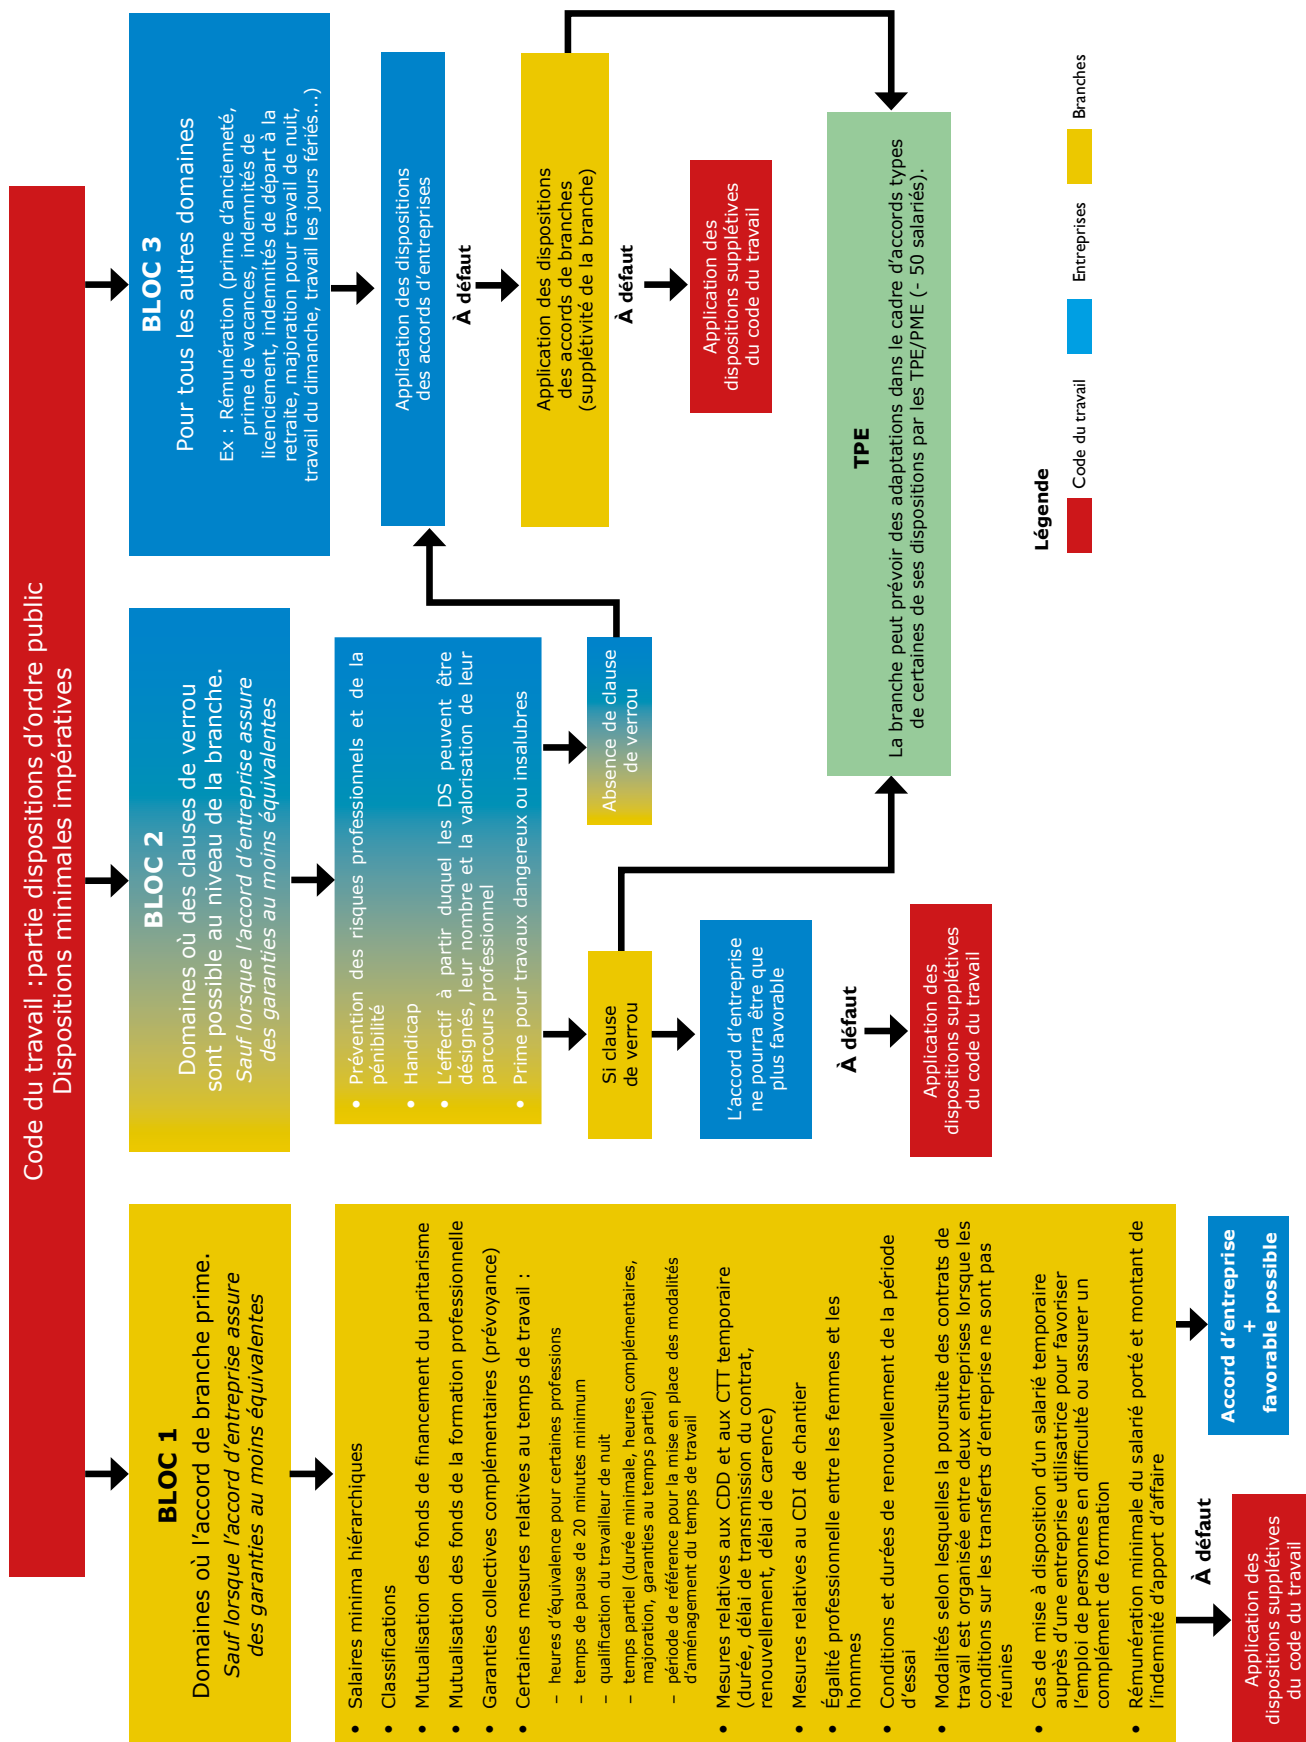 Code du travail :partie dispositions d’ordre public
Dispositions minimales impératives
BLOC 1
Domaines où l’accord de branche prime.
Sauf lorsque l’accord d’entreprise assure
des garanties au moins équivalentes
• Salaires minima hiérarchiques
• Classifications
• Mutualisation des fonds de financement du paritarisme
• Mutualisation des fonds de la formation professionnelle
• Garanties collectives complémentaires (prévoyance)
• Certaines mesures relatives au temps de travail :
– heures d’équivalence pour certaines professions
– temps de pause de 20 minutes minimum
– qualification du travailleur de nuit
– temps partiel (durée minimale, heures complémentaires,
majoration, garanties au temps partiel)
– période de référence pour la mise en place des modalités
d’aménagement du temps de travail
• Mesures relatives aux CDD et aux CTT temporaire
(durée, délai de transmission du contrat,
renouvellement, délai de carence)
• Mesures relatives au CDI de chantier
• Égalité professionnelle entre les femmes et les
hommes
• Conditions et durées de renouvellement de la période
d’essai
• Modalités selon lesquelles la poursuite des contrats de
travail est organisée entre deux entreprises lorsque les
conditions sur les transferts d’entreprise ne sont pas
réunies
• Cas de mise à disposition d’un salarié temporaire
auprès d’une entreprise utilisatrice pour favoriser
l’emploi de personnes en difficulté ou assurer un
complément de formation
• Rémunération minimale du salarié porté et montant de
l’indemnité d’apport d’affaire
À défaut
Application des
dispositions supplétives
du code du travail
Accord d’entreprise
+
favorable possible
BLOC 2
Domaines où des clauses de verrou
sont possible au niveau de la branche.
Sauf lorsque l’accord d’entreprise assure
des garanties au moins équivalentes
• Prévention des risques professionnels et de la
pénibilité
• Handicap
• L’effectif à partir duquel les DS peuvent être
désignés, leur nombre et la valorisation de leur
parcours professionnel
• Prime pour travaux dangereux ou insalubres
Si clause
de verrou
L’accord d’entreprise
ne pourra être que
plus favorable
À défaut
Application des
dispositions supplétives
du code du travail
Absence de clause
de verrou
BLOC 3
Pour tous les autres domaines
Ex : Rémunération (prime d’ancienneté,
prime de vacances, indemnités de
licenciement, indemnités de départ à la
retraite, majoration pour travail de nuit,
travail du dimanche, travail les jours fériés...)
Application des dispositions
des accords d’entreprises
À défaut
Application des dispositions
des accords de branches
(supplétivité de la branche)
À défaut
Application des
dispositions supplétives
du code du travail
TPE
La branche peut prévoir des adaptations dans le cadre d’accords types
de certaines de ses dispositions par les TPE/PME (- 50 salariés).
Légende
Code du travail
Entreprises
Branches